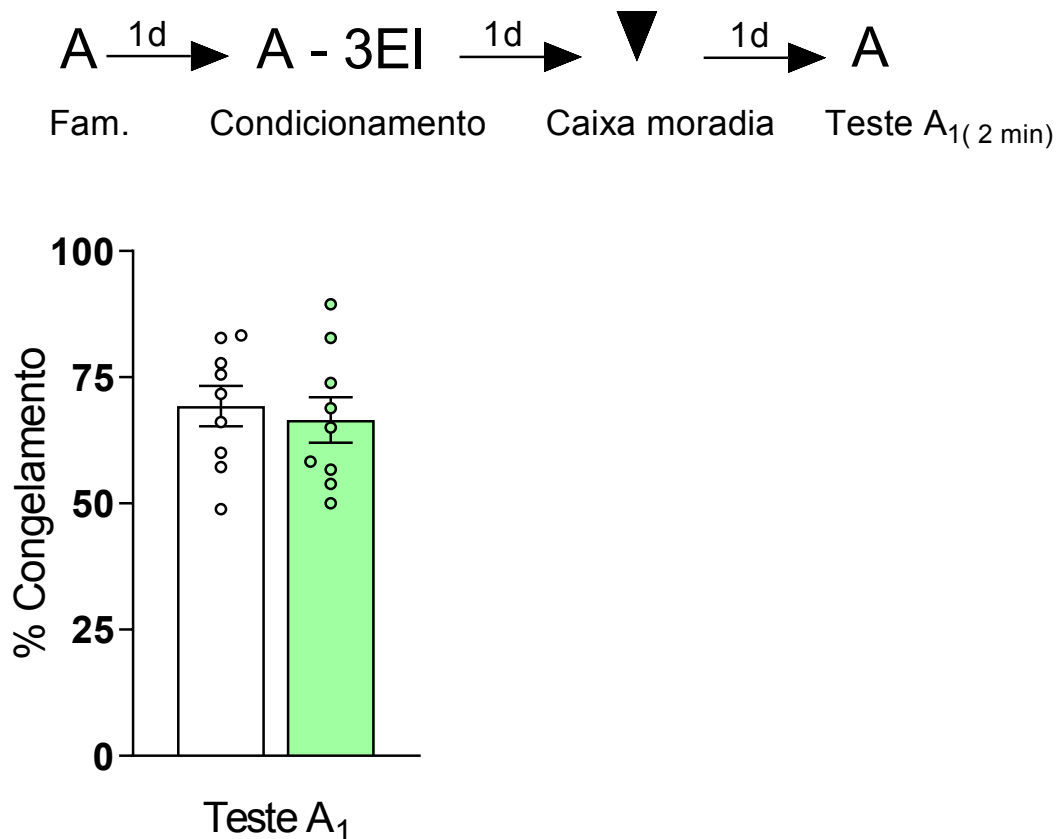 1d 1d 1d
A A - 3EI A
Fam. Condicionamento Caixa moradia Teste A1( 2 min)
100
75
50
25
0
% Congelamento
Teste A1